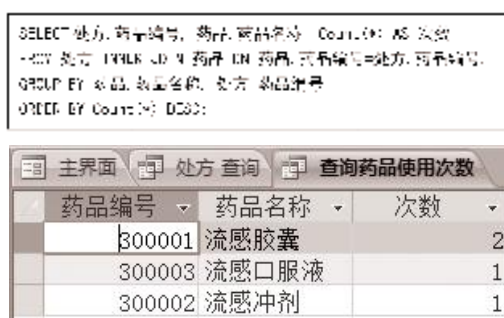 SELECT 处方.药品编号, 药品.药品名称, Count(*) AS 次数
FROM 处方 INNER JOIN 药品 ON 药品.药品编号=处方.药品编号
GROUP BY 药品.药品名称, 处方.药品编号
ORDER BY Count(*) DESC;
主界面 处方 查询 查询药品使用次数
药品编号 药品名称 次数
300001 流感胶囊 2
300003 流感口服液 1
300002 流感冲剂 1